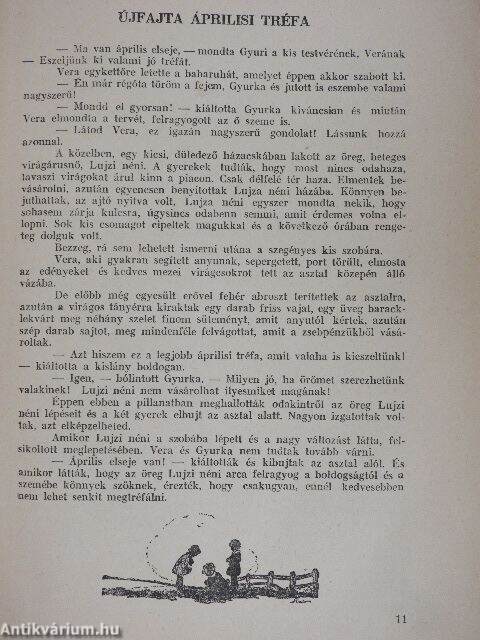 ÚJFAJTA ÁPRILISI TRÉFA
— Ma van április elseje, — mondta Gyuri a kis testvérének, Verának
— Eszeljünk ki valami jó tréfát.
Vera egykettőre letette a babaruhát, amelyet éppen akkor szabott ki.
— Én már régóta töröm a fejem, Gyurka és jutott is eszembe valami
nagyszerű!
— Mondd el gyorsan! — kiáltotta Gyurka kiváncsian és miután
Vera elmondta a tervét, felragyogott az ő szeme is.
— Látod Vera, ez igazán nagyszerű gondolat! Lássunk hozzá
azonnal.
A közelben, egy kicsi, düledező házacskában lakott az öreg, beteges
virágárusnő, Lujzi néni. A gyerekek tudták, hogy most nincs odahaza,
tavaszi virágokat árul kinn a piacon. Csak délfelé tér haza. Elmentek be-
vásárolni, azután egyenesen benyitottak Lujza néni házába. Könnyen be-
juthattak, az ajtó nyitva volt, Lujza néni egyszer mondta nekik, hogy
sohasem zárja kulcsra, úgysincs odabenn semmi, amit érdemes volna el-
lopni. Sok kis csomagot cipeltek magukkal és a következő órában renge-
teg dolguk volt.
Bezzeg, rá sem lehetett ismerni utána a szegényes kis szobára.
Vera, aki gyakran segített anyunak, sepergetett, port törült, elmosta
az edényeket és kedves mezei virágcsokrot tett az asztal közepén álló
vázába.
De előbb még egyesült erővel fehér abroszt terítettek az asztalra,
azután a virágos tányérra kiraktak egy darab friss vajat, egy üveg barack-
lekvárt meg néhány szelet finom süteményt, amit anyutól kértek, azután
szép darab sajtot, meg mindenféle felvágottat, amit a zsebpénzükből vásá-
roltak.
— Azt hiszem ez a legjobb áprilisi tréfa, amit valaha is kieszeltünk!
— kiáltotta a kislány boldogan.
— Igen, — bólintott Gyurka. — Milyen jó, ha örömet szerezhetünk
valakinek! Lujzi néni nem vásárolhat ilyesmiket magának!
Éppen ebben a pillanatban meghallották odakintről az öreg Lujzi
néni lépéseit és a két gyerek elbujt az asztal alatt. Nagyon izgatottak vol-
tak, azt elképzelheted.
Amikor Lujzi néni a szobába lépett és a nagy változást látta, fel-
sikoltott meglepetésében. Vera és Gyurka nem tudtak tovább várni.
— Április elseje van! — kiáltották és kibujtak az asztal alól. És
amikor látták, hogy az öreg Lujzi néni arca felragyog a boldogságtól és a
szemébe könnyek szöknek, érezték, hogy csakugyan, ennél kedvesebben
nem lehet senkit megtréfálni.
11
Antikvárium.hu